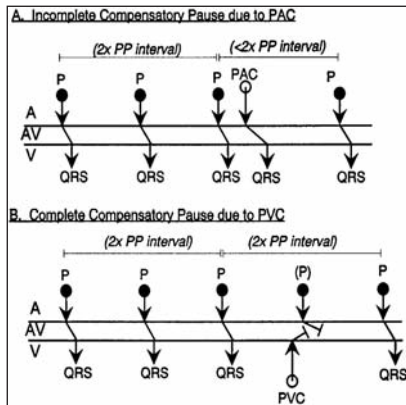 A. Incomplete Compensatory Pause due to PAC
(2x PP interval) (<2x PP interval)
P P P PAC P
A
AV
V
QRS QRS QRS QRS QRS
B. Complete Compensatory Pause due to PVC
(2x PP interval) (2x PP interval)
P P P (P) P
A
AV
V
QRS QRS QRS QRS
PVC